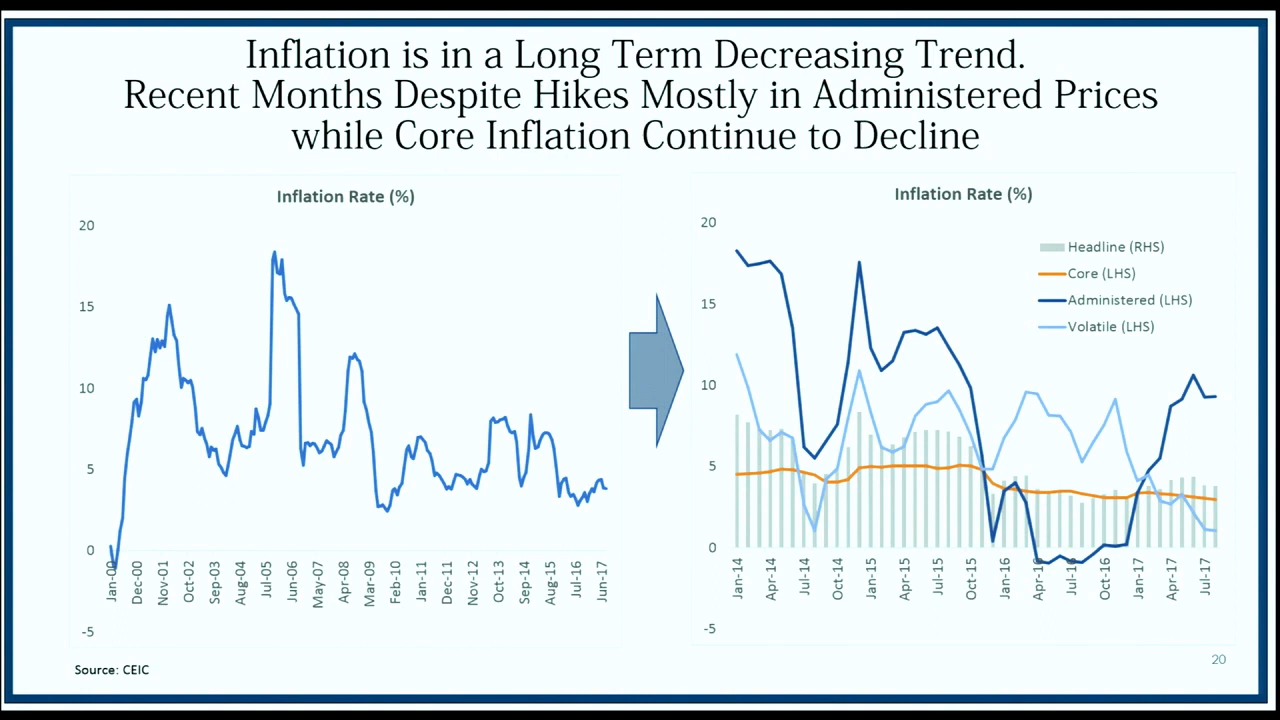 Inflation is in a Long Term Decreasing Trend.
Recent Months Despite Hikes Mostly in Administered Prices
while Core Inflation Continue to Decline
Inflation Rate (%)
20
15
10
5
0
-5
Jan-00
Dec-00
Nov-01
Oct-02
Sep-03
Aug-04
Jul-05
Jun-06
May-07
Apr-08
Mar-09
Feb-10
Jan-11
Dec-11
Nov-12
Oct-13
Sep-14
Aug-15
Jul-16
Jun-17
Inflation Rate (%)
20
15
10
5
0
-5
Headline (RHS)
Core (LHS)
Administered (LHS)
Volatile (LHS)
Jan-14
Apr-14
Jul-14
Oct-14
Jan-15
Apr-15
Jul-15
Oct-15
Jan-16
Apr-16
Jul-16
Oct-16
Jan-17
Apr-17
Jul-17
Source: CEIC
20